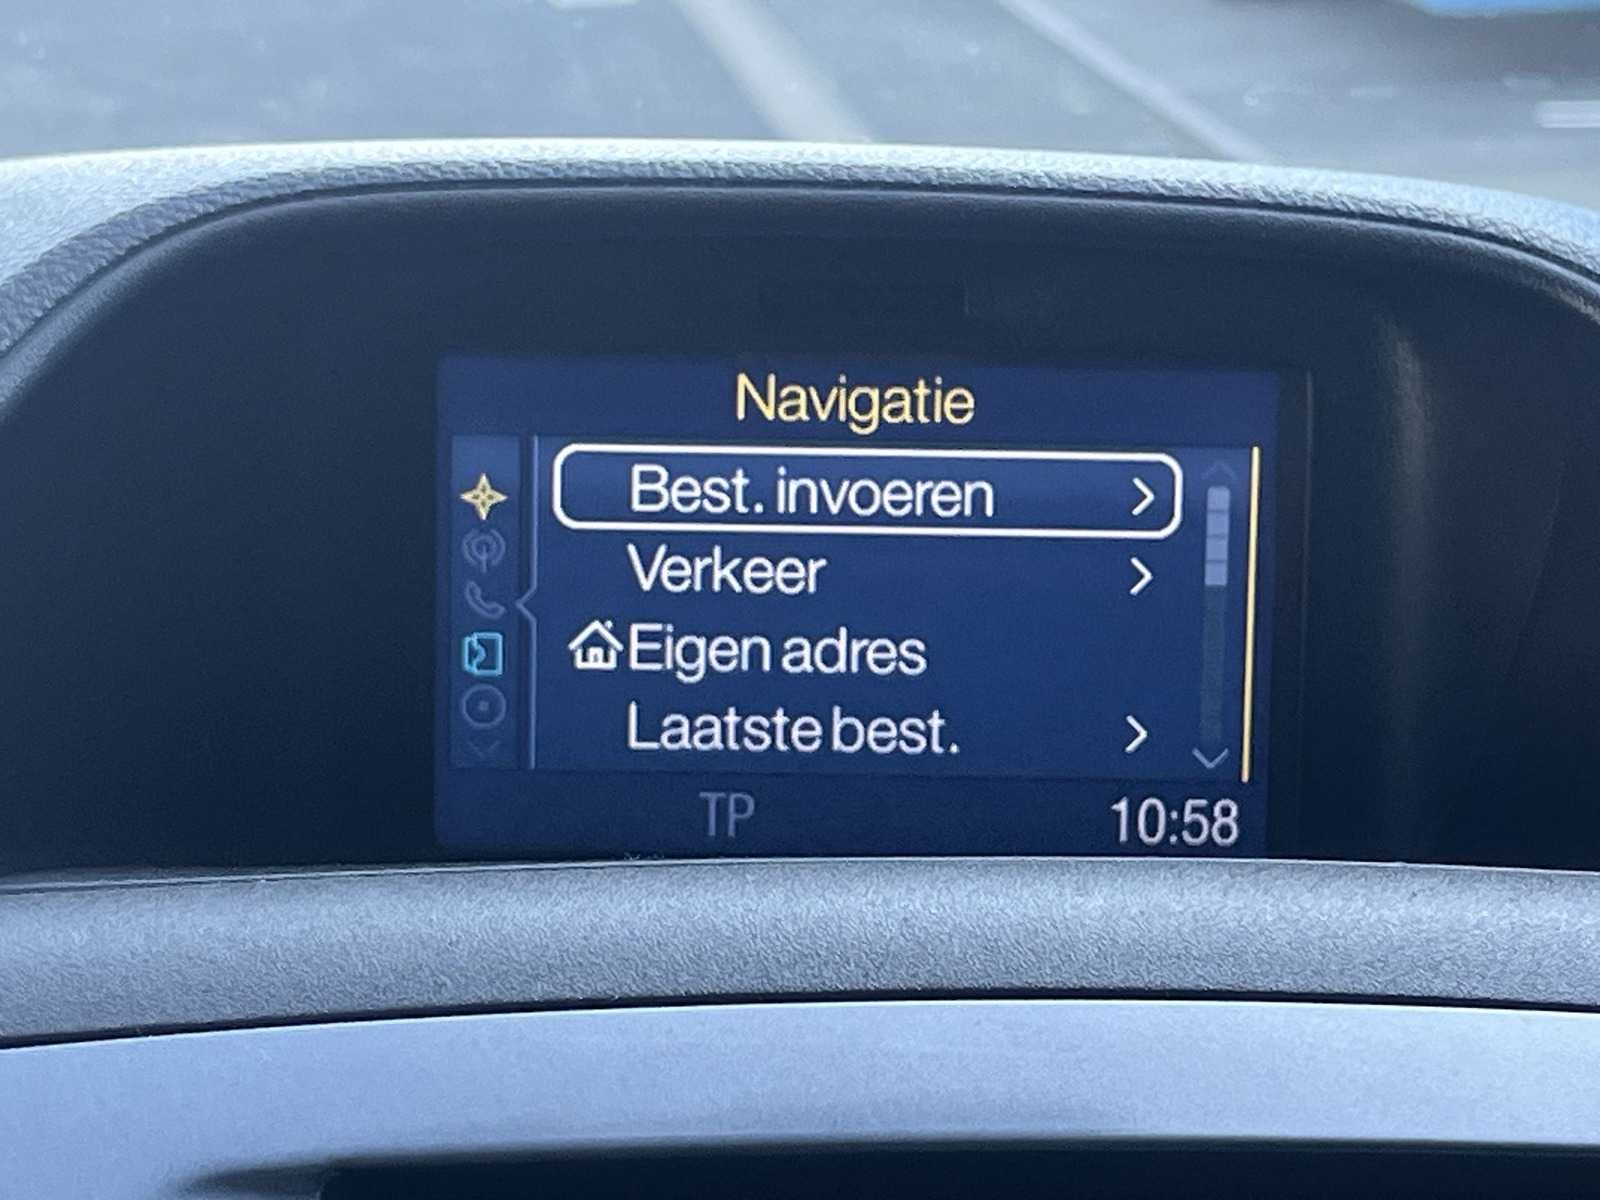 Navigatie
Best. invoeren
Verkeer
Eigen adres
Laatste best.
TP
10:58